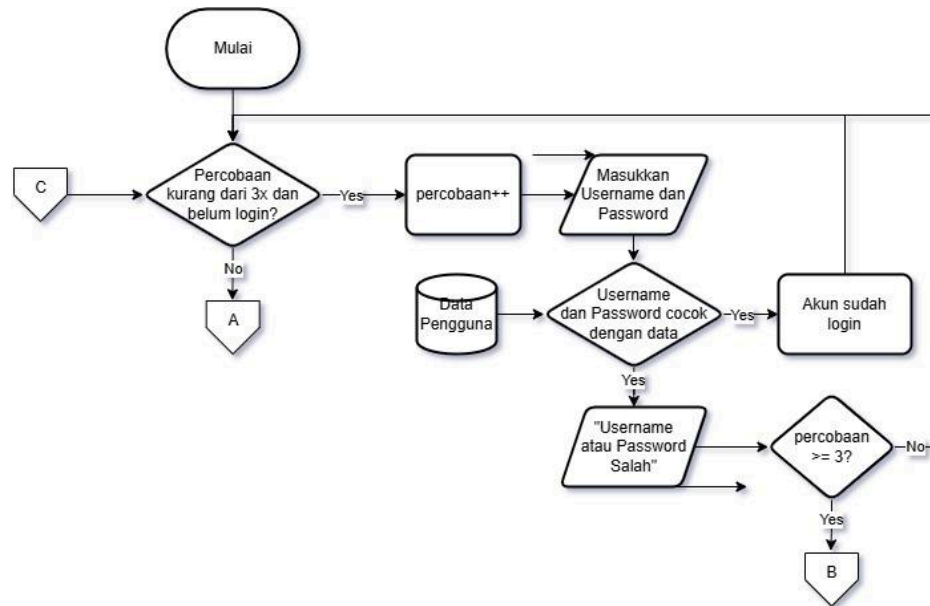 Mulai
C
Percobaan
kurang dari 3x dan
belum login?
Yes
percobaan++
Masukkan
Username dan
Password
No
A
Data
Pengguna
Username
dan Password cocok
dengan data
Yes
Akun sudah
login
Yes
"Username
atau Password
Salah"
percobaan
>= 3?
No
Yes
B